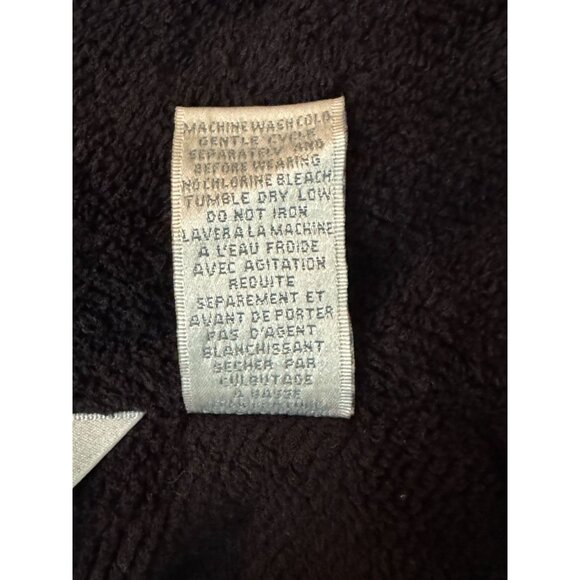 MACHINE WASH COLD
GENTLE CYCLE
SEPARATELY AND
BEFORE WEARING
NO CHLORINE BLEACH
TUMBLE DRY LOW
DO NOT IRON
LAVER A LA MACHINE
A L'EAU FROIDE
AVEC AGITATION
REDUITE
SEPAREMENT ET
AVANT DE PORTER
PAS D'AGENT
BLANCHISSANT
SECHER PAR
CULBUTAGE
A BASSE